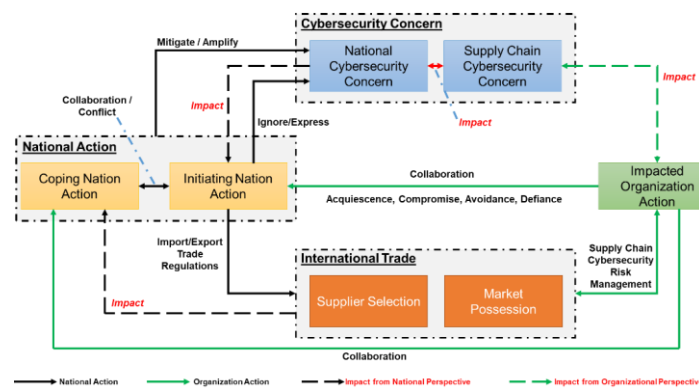 Cybersecurity Concern
Mitigate / Amplify
National
Cybersecurity
Concern
Supply Chain
Cybersecurity
Concern
Collaboration /
Conflict
Impact
Impact
Impact
Ignore/Express
National Action
Coping Nation
Action
Initiating Nation
Action
Collaboration
Acquiescence, Compromise, Avoidance, Defiance
Impacted
Organization
Action
Import/Export
Trade
Regulations
International Trade
Supply Chain
Cybersecurity
Risk
Management
Impact
Supplier Selection
Market
Possession
Collaboration
National Action
Organization Action
Impact from National Perspective
Impact from Organizational Perspective